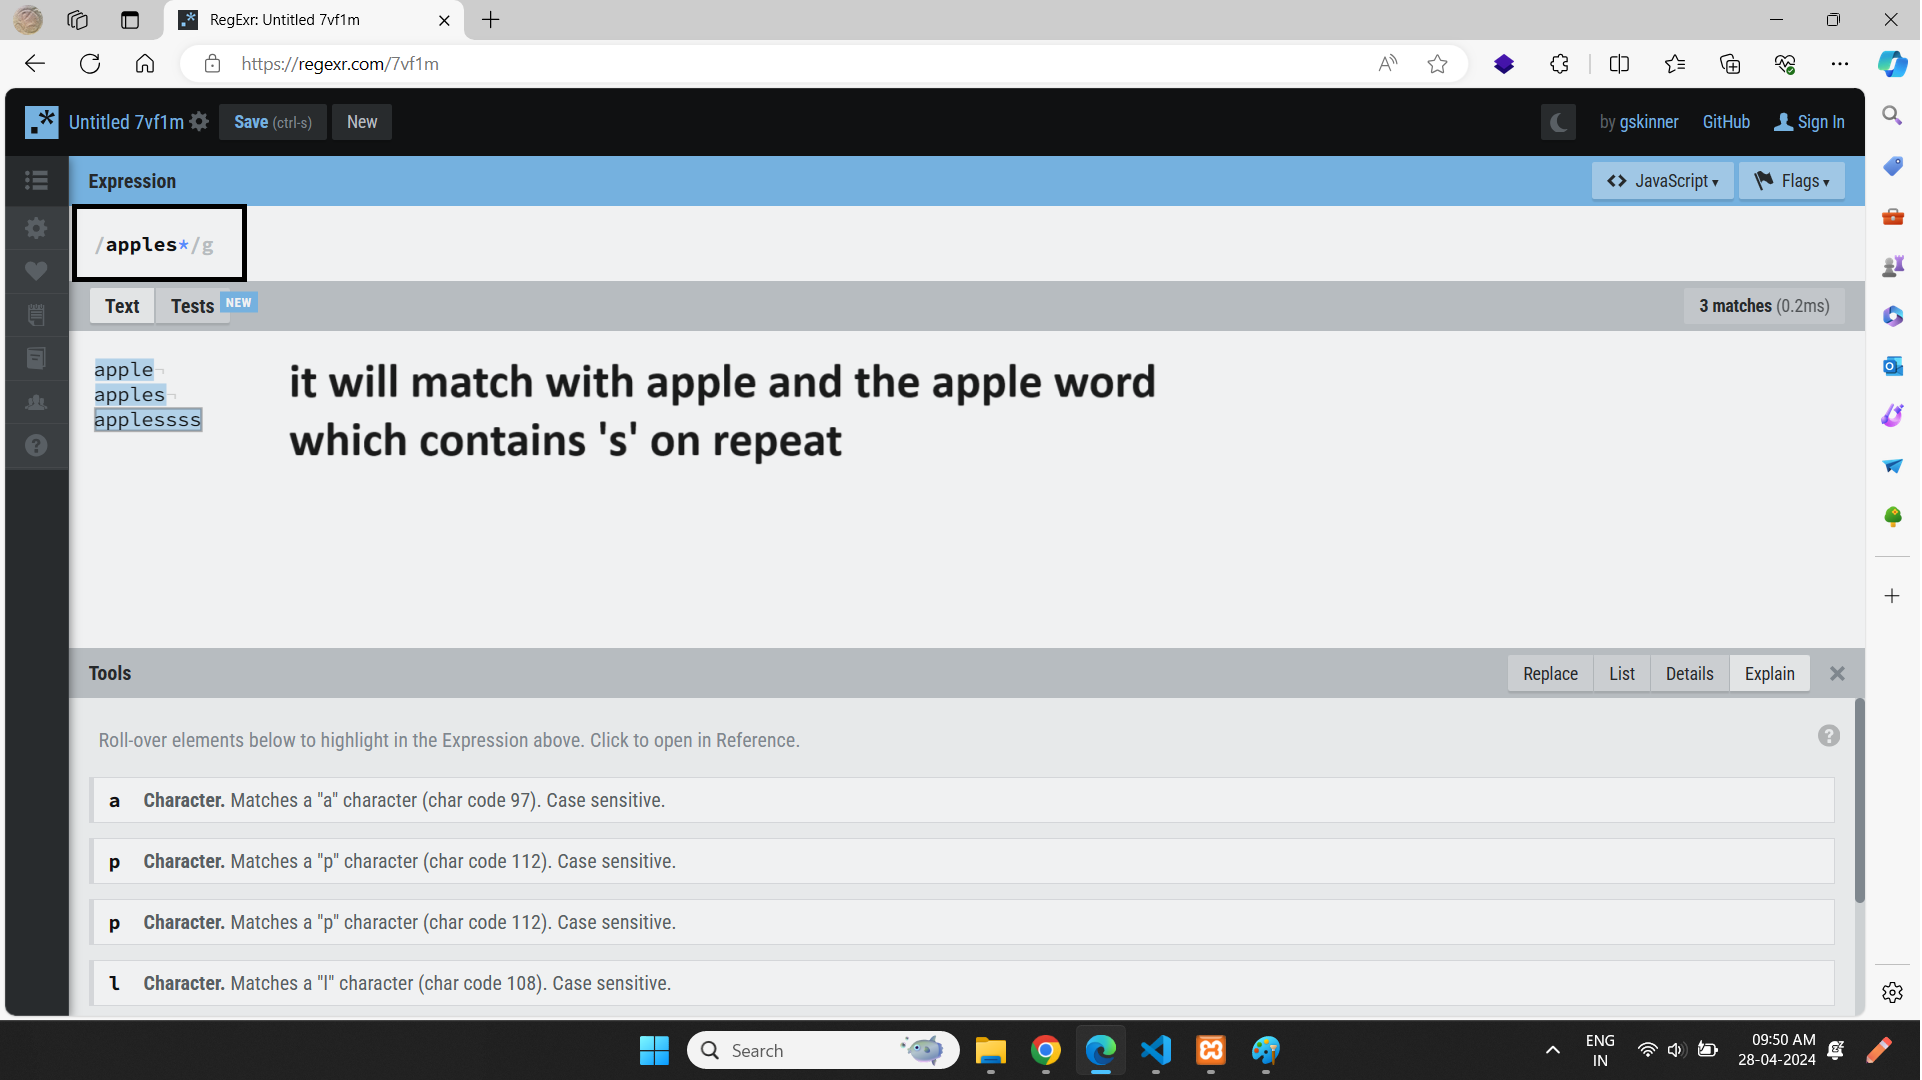 RegExr: Untitled 7vf1m
https://regexr.com/7vf1m
Untitled 7vf1m Save (ctrl-s) New by gskinner GitHub Sign In
Expression JavaScript Flags
/apples*/g
Text Tests NEW 3 matches (0.2ms)
apple
apples
applessss
it will match with apple and the apple word
which contains 's' on repeat
Tools Replace List Details Explain
Roll-over elements below to highlight in the Expression above. Click to open in Reference.
a Character. Matches a "a" character (char code 97). Case sensitive.
p Character. Matches a "p" character (char code 112). Case sensitive.
p Character. Matches a "p" character (char code 112). Case sensitive.
l Character. Matches a "l" character (char code 108). Case sensitive.
Search
ENG
IN
09:50 AM
28-04-2024